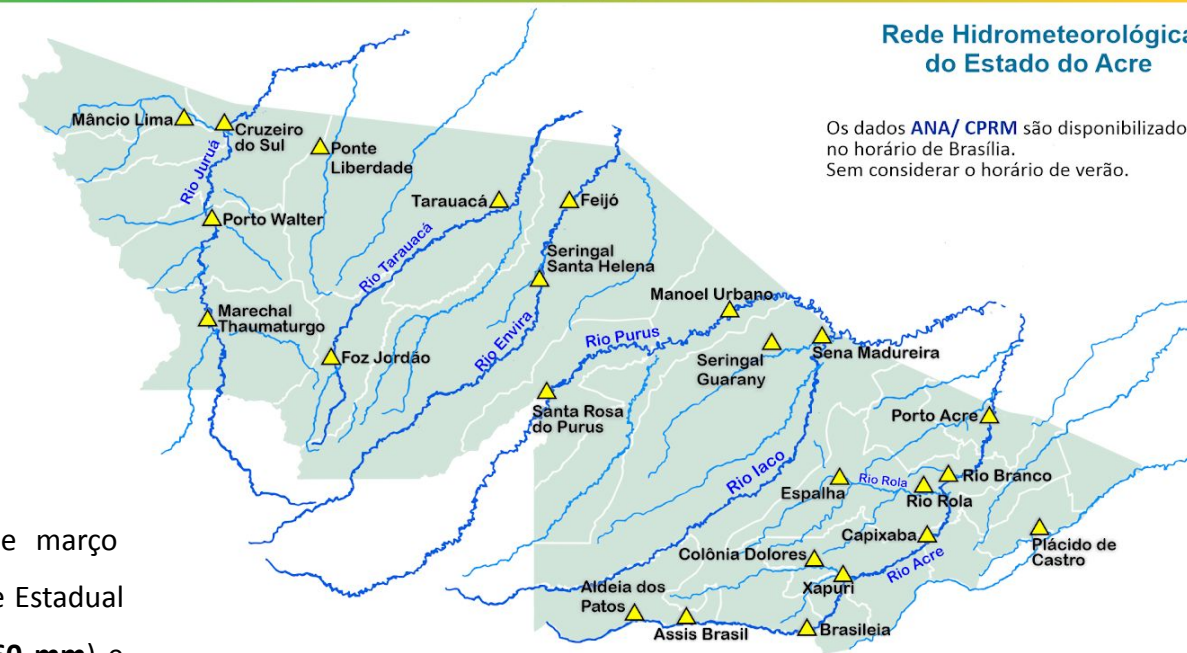 Rede Hidrometeorológica
do Estado do Acre
Os dados ANA/ CPRM são disponibilizado
no horário de Brasília.
Sem considerar o horário de verão.
Mâncio Lima
Cruzeiro
do Sul
Ponte
Liberdade
Rio Juruá
Porto Walter
Tarauacá
Feijó
Rio Tarauacá
Seringal
Santa Helena
Marechal
Thaumaturgo
Foz Jordão
Rio Envira
Manoel Urbano
Rio Purus
Seringal
Guarany
Sena Madureira
Santa Rosa
do Purus
Porto Acre
Rio Iaco
Espalha
Rio Rola
Rio Rola
Rio Branco
Capixaba
Plácido de
Castro
Colônia Dolores
Rio Acre
Xapuri
Aldeia dos
Patos
Assis Brasil
Brasileia
e março
e Estadual